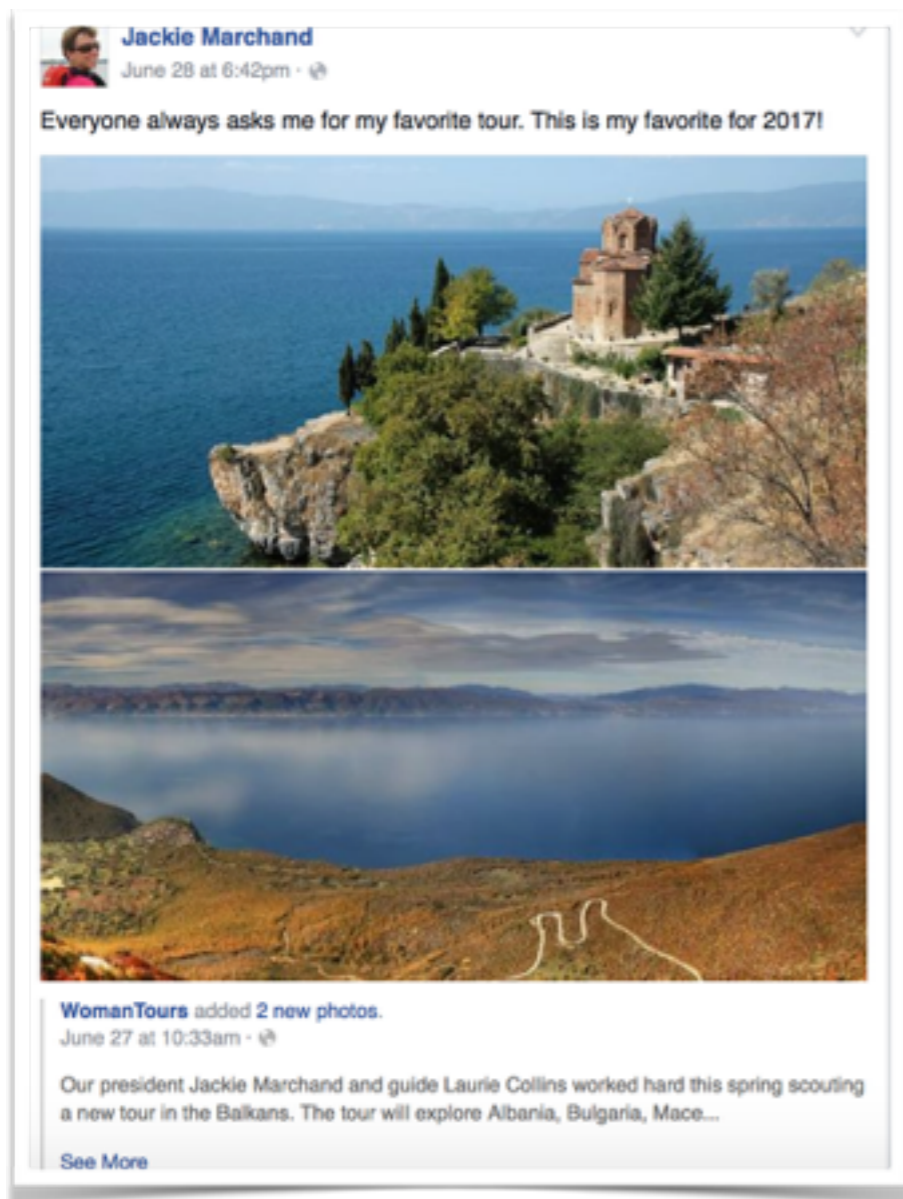 Jackie Marchand
June 28 at 6:42pm ·
Everyone always asks me for my favorite tour. This is my favorite for 2017!
WomanTours added 2 new photos.
June 27 at 10:33am ·
Our president Jackie Marchand and guide Laurie Collins worked hard this spring scouting
a new tour in the Balkans. The tour will explore Albania, Bulgaria, Mace...
See More